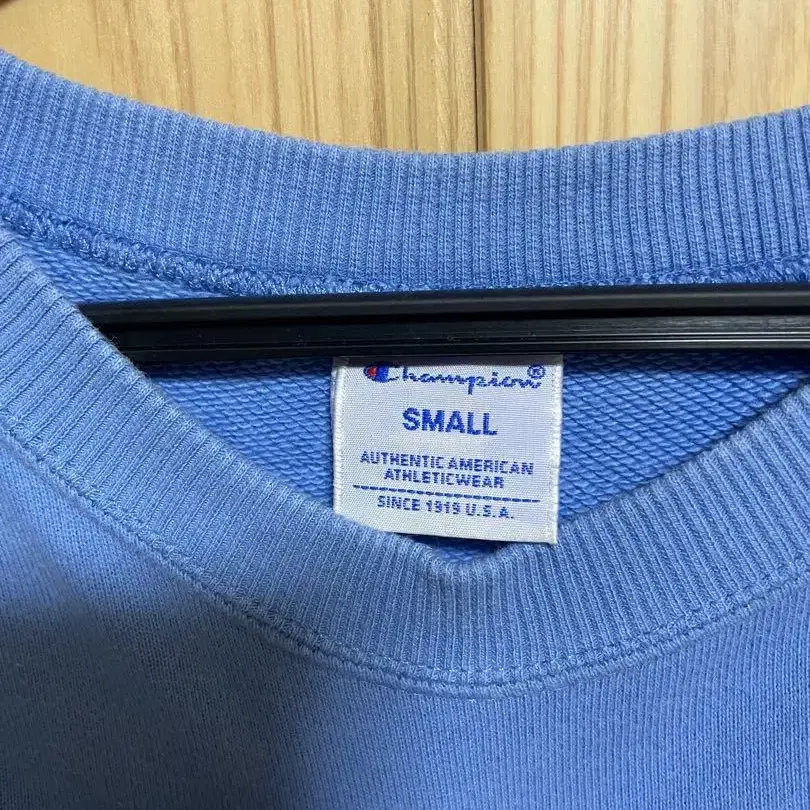 Champion®
SMALL
AUTHENTIC AMERICAN
ATHLETICWEAR
SINCE 1919 U.S.A.